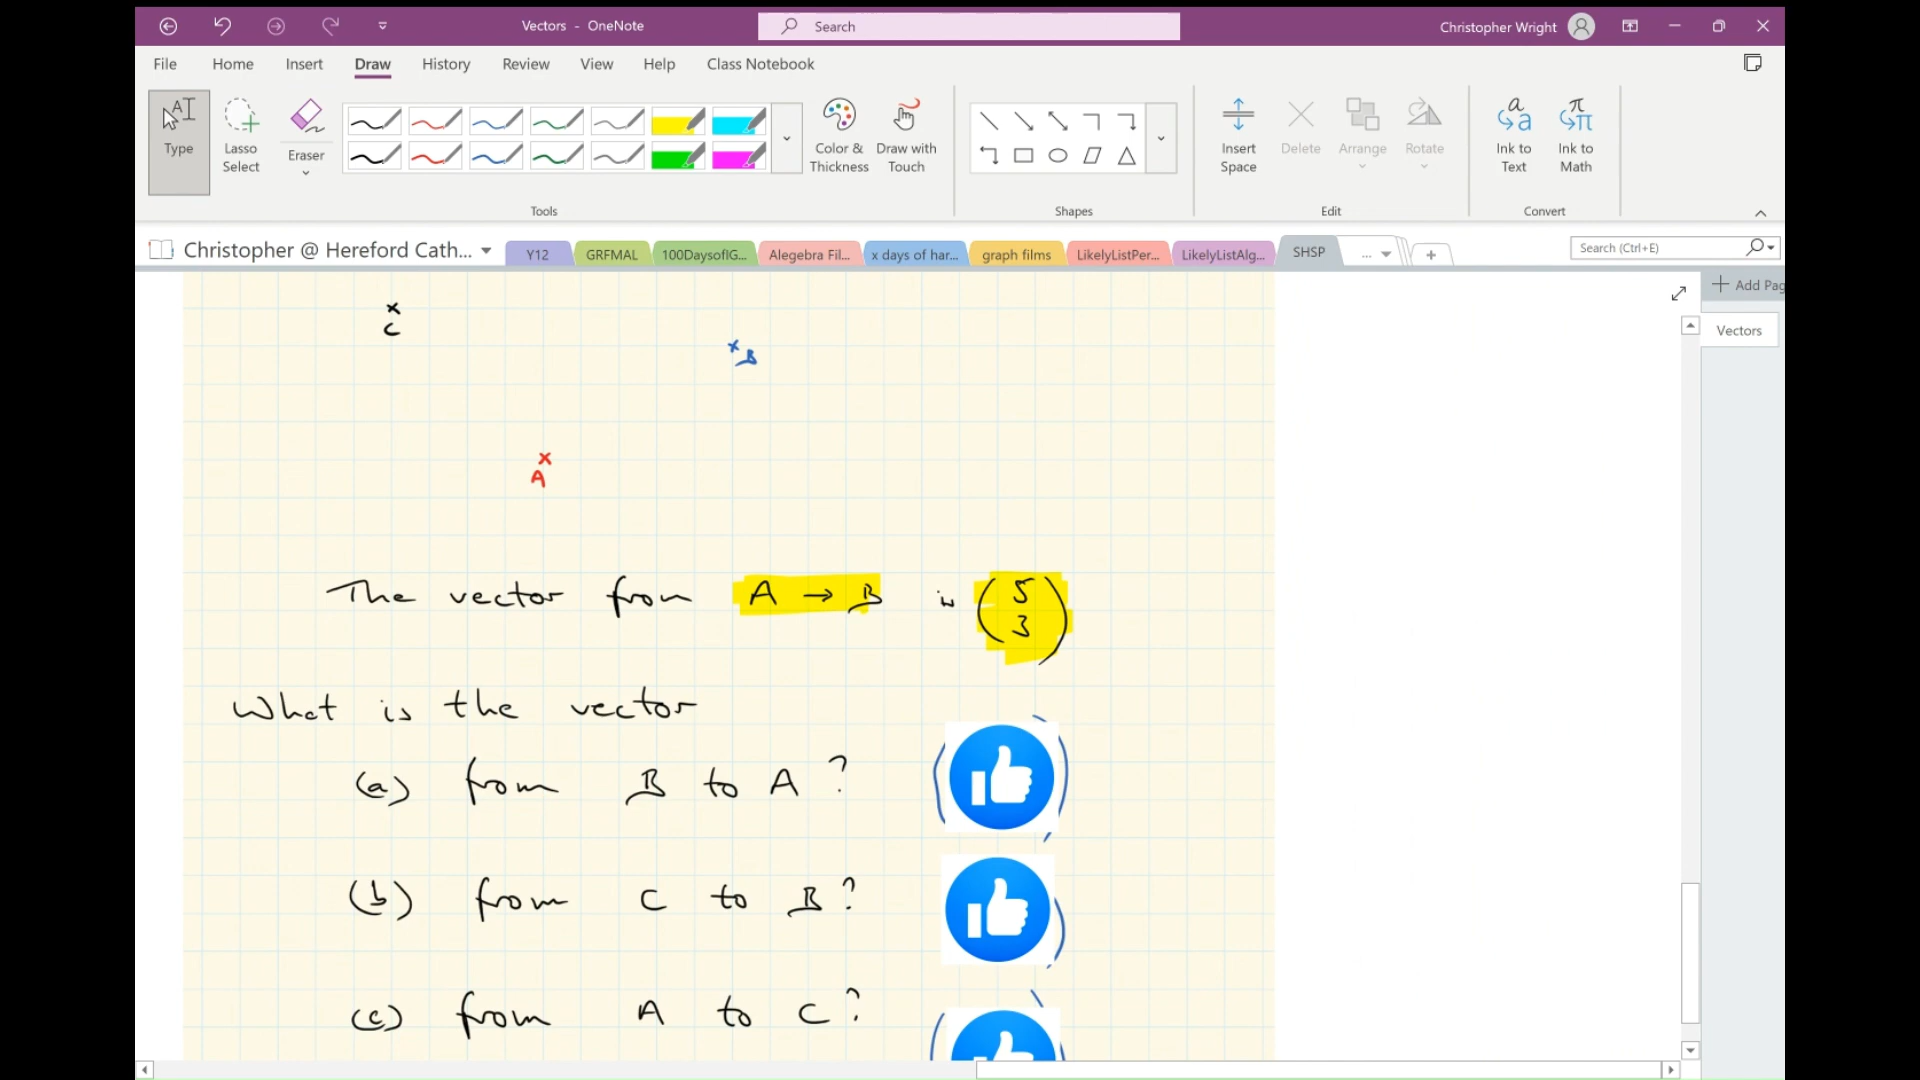 Vectors - OneNote
Search
Christopher Wright
File Home Insert Draw History Review View Help Class Notebook
Type
Lasso Select
Eraser
Color & Thickness
Draw with Touch
Insert Space
Delete
Arrange
Rotate
Ink to Text
Ink to Math
Tools
Shapes
Edit
Convert
Christopher @ Hereford Cath...
Y12
GRFMAL
100DaysofIG...
Alegebra Fil...
x days of har...
graph films
LikelyListPer...
LikelyListAlg...
SHSP
...
Search (Ctrl+E)
Add Pag
Vectors
x
C
x
B
x
A
The vector from A → B is (5
3)
What is the vector
(a) from B to A?
(b) from C to B?
(c) from A to C?